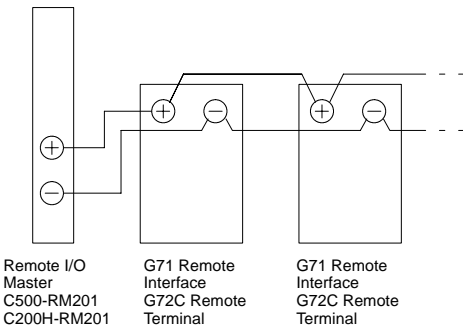 + − + −
+
−
Remote I/O
Master
C500-RM201
C200H-RM201
G71 Remote
Interface
G72C Remote
Terminal
G71 Remote
Interface
G72C Remote
Terminal